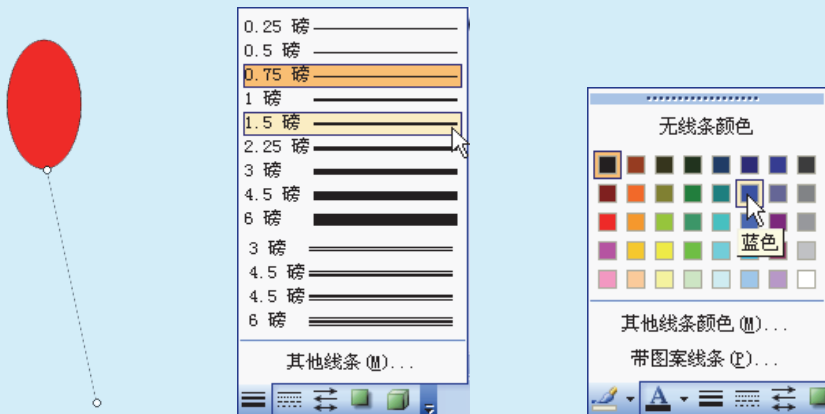 0.25 磅
0.5 磅
0.75 磅
1 磅
1.5 磅
2.25 磅
3 磅
4.5 磅
6 磅
3 磅
4.5 磅
4.5 磅
6 磅
其他线条(M)...
无线条颜色
蓝色
其他线条颜色(M)...
带图案线条(P)...
A